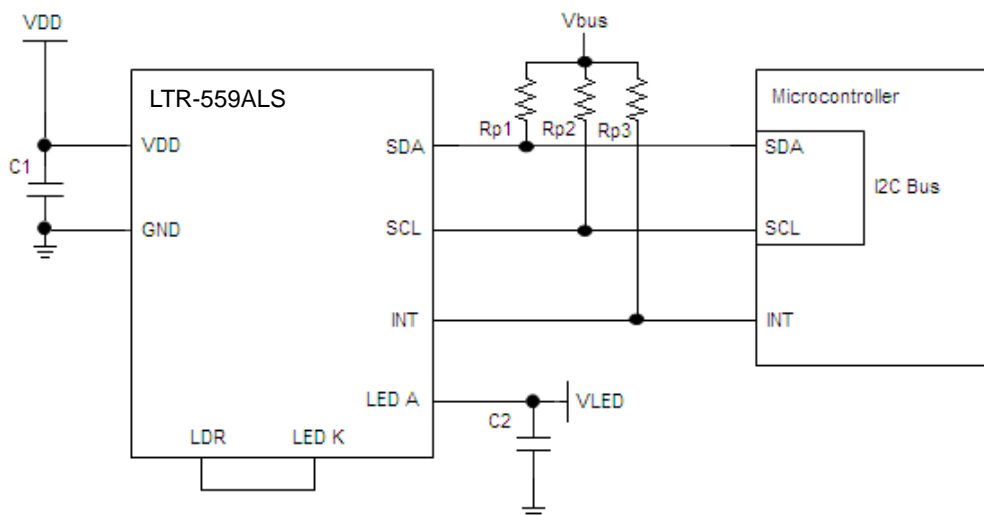 VDD
Vbus
LTR-559ALS
Microcontroller
Rp1
Rp2
Rp3
C1
VDD
SDA
SDA
I2C Bus
GND
SCL
SCL
INT
INT
LED A
C2
VLED
LDR
LED K